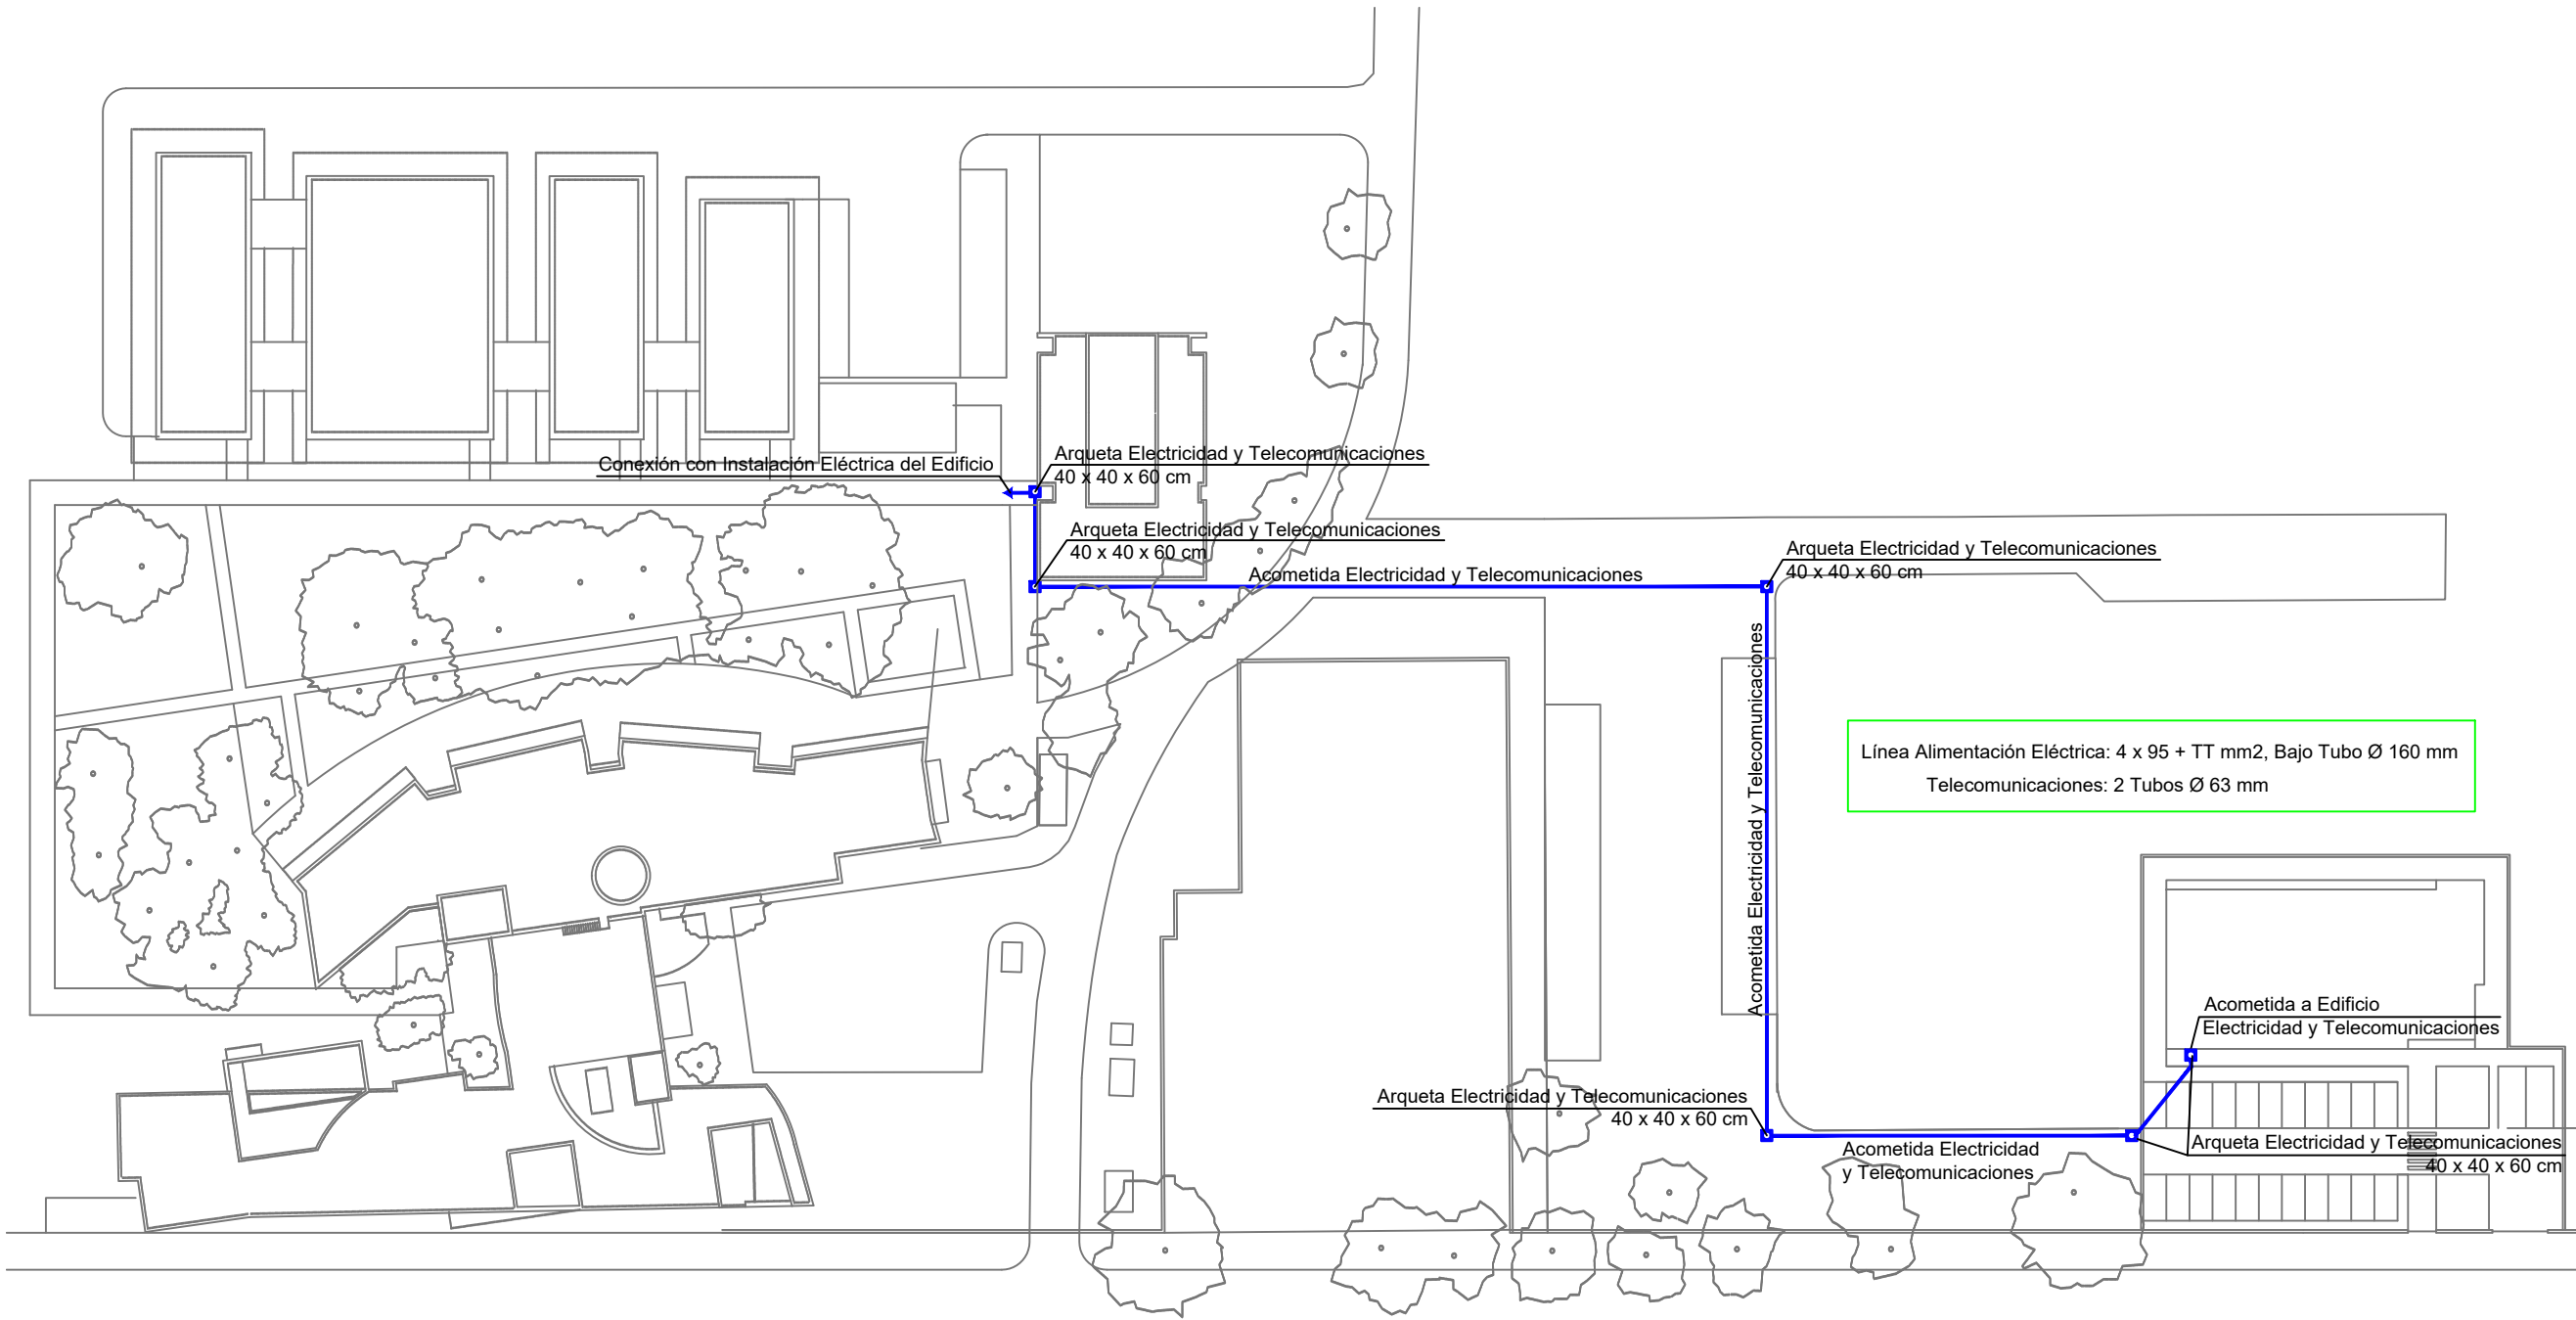 Arqueta Electricidad y Telecomunicaciones
40 x 40 x 60 cm
Conexión con Instalación Eléctrica del Edificio
Arqueta Electricidad y Telecomunicaciones
40 x 40 x 60 cm
Acometida Electricidad y Telecomunicaciones
Arqueta Electricidad y Telecomunicaciones
40 x 40 x 60 cm
Acometida Electricidad y Telecomunicaciones
Línea Alimentación Eléctrica: 4 x 95 + TT mm2, Bajo Tubo Ø 160 mm
Telecomunicaciones: 2 Tubos Ø 63 mm
Acometida a Edificio
Electricidad y Telecomunicaciones
Arqueta Electricidad y Telecomunicaciones
40 x 40 x 60 cm
Acometida Electricidad
y Telecomunicaciones
Arqueta Electricidad y Telecomunicaciones
40 x 40 x 60 cm